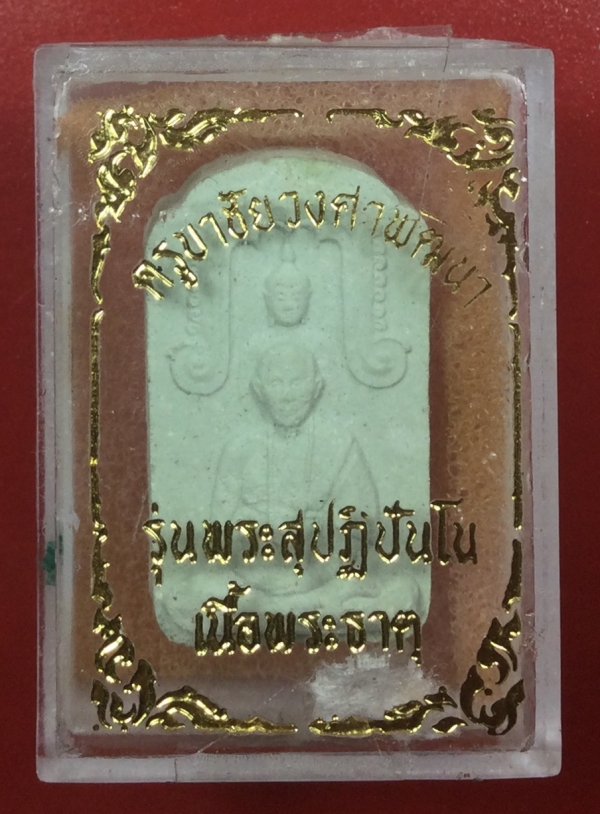 ครูบาชัยวงศาพัฒนา
รุ่นพระสุปฏิปันโน
เนื้อพระธาตุ